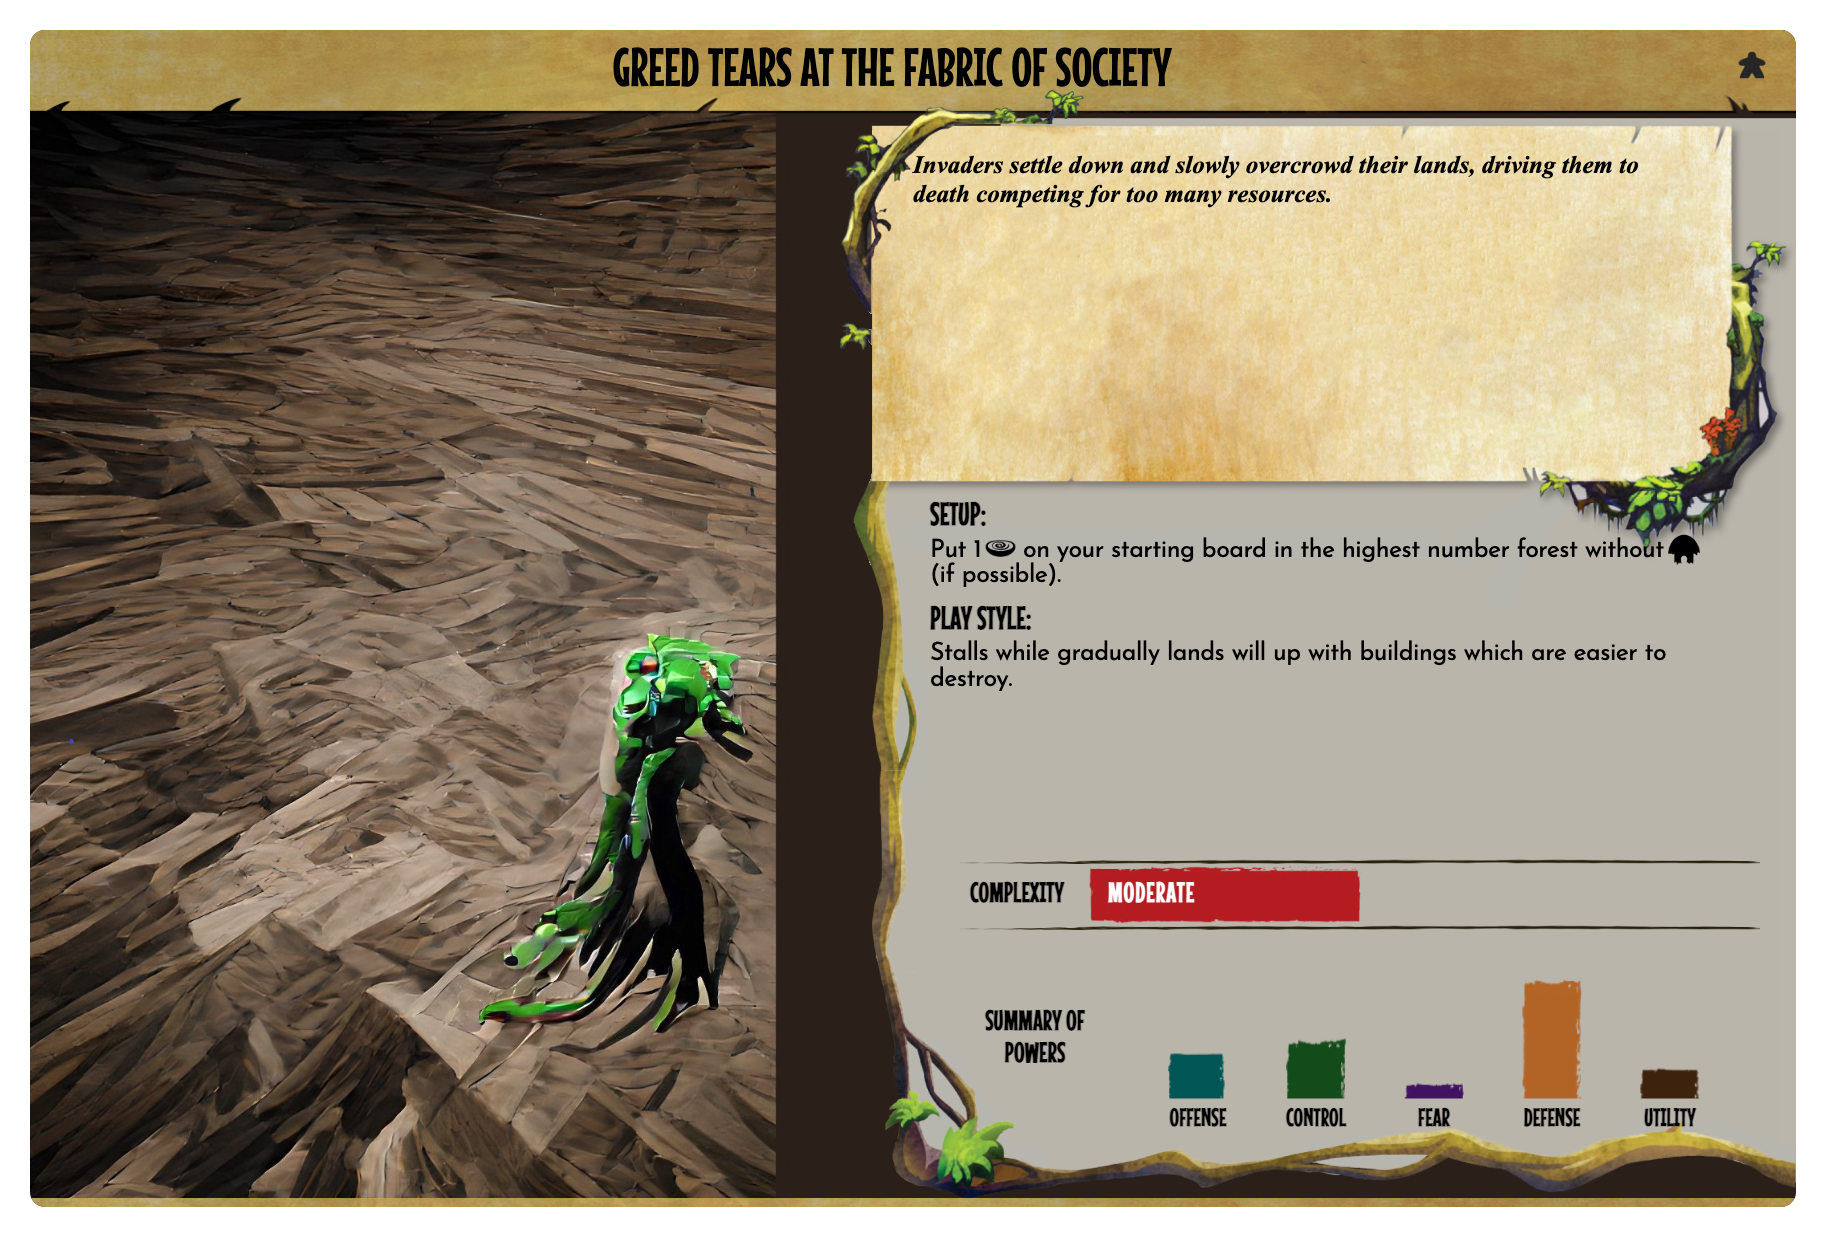 GREED TEARS AT THE FABRIC OF SOCIETY
Invaders settle down and slowly overcrowd their lands, driving them to
death competing for too many resources.
SETUP:
Put 1 on your starting board in the highest number forest without
(if possible).
PLAY STYLE:
Stalls while gradually lands will up with buildings which are easier to
destroy.
COMPLEXITY MODERATE
SUMMARY OF
POWERS
OFFENSE CONTROL FEAR DEFENSE UTILITY